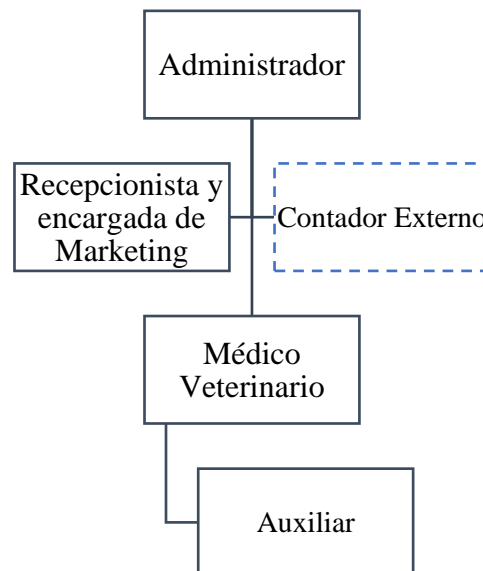 Administrador
Recepcionista y
encargada de
Marketing
Contador Externo
Médico
Veterinario
Auxiliar